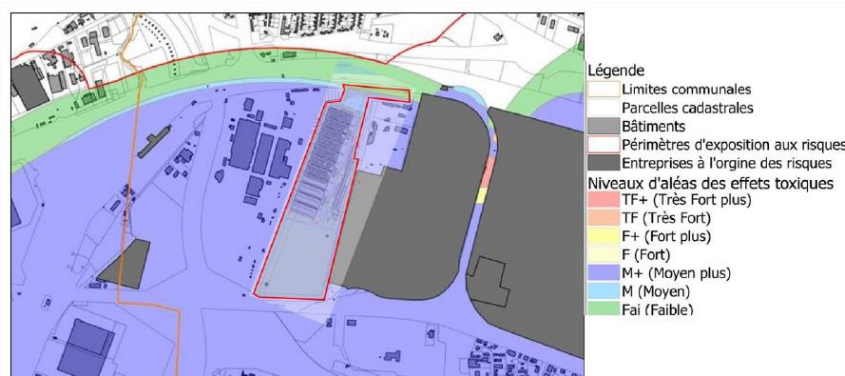 Légende
Limites communales
Parcelles cadastrales
Bâtiments
Périmètres d'exposition aux risques
Entreprises à l'orgine des risques
Niveaux d'aléas des effets toxiques
TF+ (Très Fort plus)
TF (Très Fort)
F+ (Fort plus)
F (Fort)
M+ (Moyen plus)
M (Moyen)
Fai (Faible)